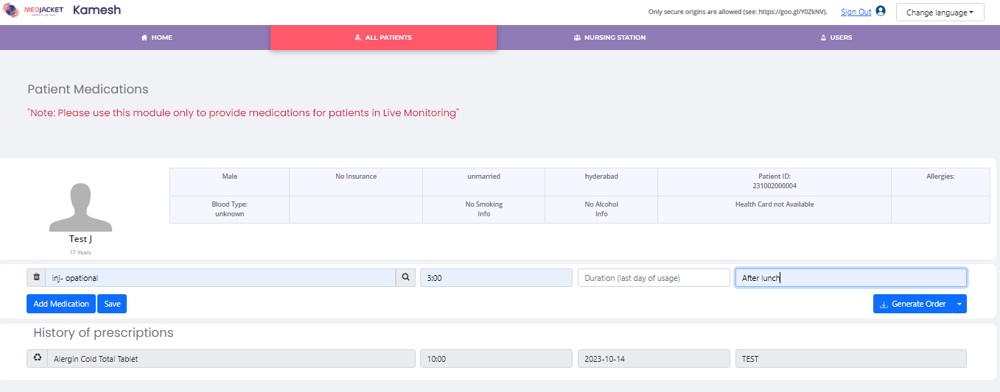 MEDJACKET Kamesh Only secure origins are allowed (see: https://goo.gl/Y0ZkNV). Sign Out Change language
HOME ALL PATIENTS NURSING STATION USERS
Patient Medications
"Note: Please use this module only to provide medications for patients in Live Monitoring"
Male No Insurance unmarried hyderabad Patient ID: Allergies:
231002000004
Blood Type: No Smoking No Alcohol Health Card not Available
unknown Info Info
Test J
17 Years
inj- opational 3:00 Duration (last day of usage) After lunch
Add Medication Save Generate Order
History of prescriptions
Alergin Cold Total Tablet 10:00 2023-10-14 TEST